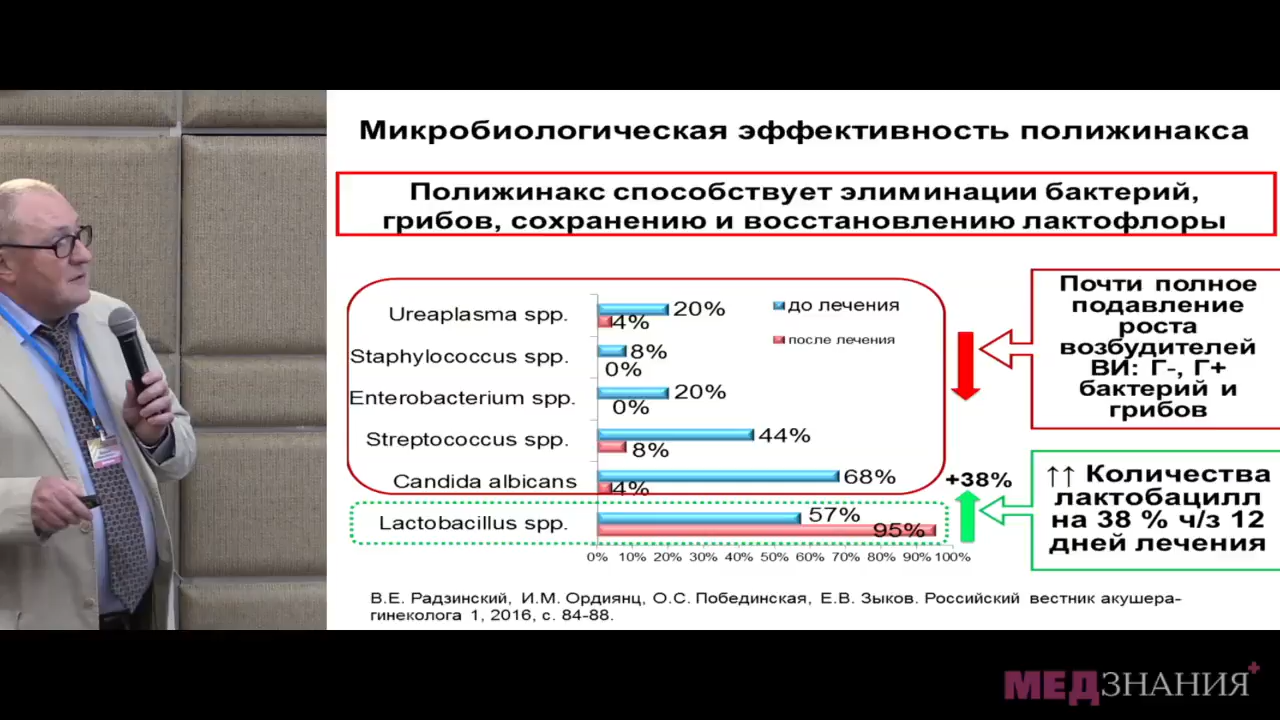 Микробиологическая эффективность полижинакса
Полижинакс способствует элиминации бактерий,
грибов, сохранению и восстановлению лактофлоры
Ureaplasma spp.
20%
4%
Staphylococcus spp.
8%
0%
Enterobacterium spp.
20%
0%
Streptococcus spp.
44%
8%
Candida albicans
68%
4%
Lactobacillus spp.
57%
95%
до лечения
после лечения
0% 10% 20% 30% 40% 50% 60% 70% 80% 90% 100%
Почти полное
подавление
роста
возбудителей
ВИ: Г-, Г+
бактерий и
грибов
+38%
↑↑ Количества
лактобацилл
на 38 % ч/з 12
дней лечения
В.Е. Радзинский, И.М. Ордиянц, О.С. Побединская, Е.В. Зыков. Российский вестник акушера-
гинеколога 1, 2016, с. 84-88.
МЕДЗНАНИЯ+